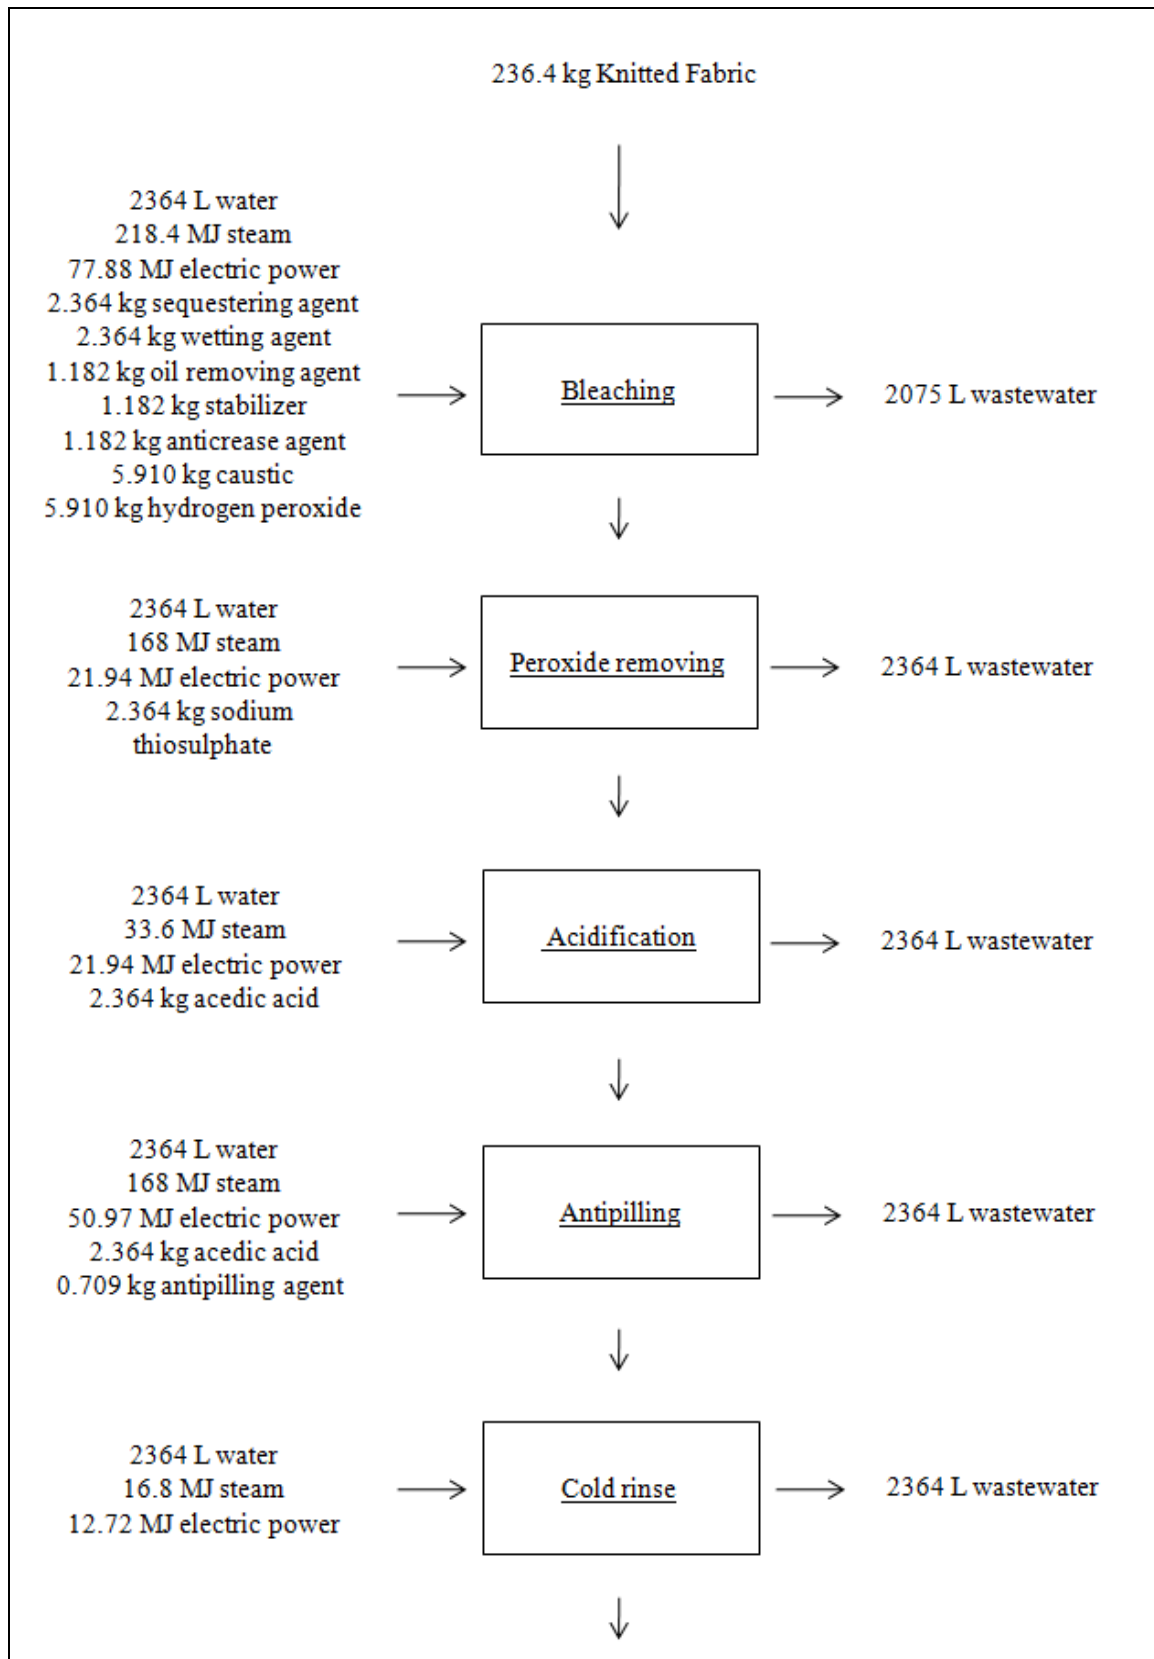 236.4 kg Knitted Fabric
2364 L water
218.4 MJ steam
77.88 MJ electric power
2.364 kg sequestering agent
2.364 kg wetting agent
1.182 kg oil removing agent
1.182 kg stabilizer
1.182 kg anticrease agent
5.910 kg caustic
5.910 kg hydrogen peroxide
Bleaching
2075 L wastewater
2364 L water
168 MJ steam
21.94 MJ electric power
2.364 kg sodium
thiosulphate
Peroxide removing
2364 L wastewater
2364 L water
33.6 MJ steam
21.94 MJ electric power
2.364 kg acedic acid
Acidification
2364 L wastewater
2364 L water
168 MJ steam
50.97 MJ electric power
2.364 kg acedic acid
0.709 kg antipilling agent
Antipilling
2364 L wastewater
2364 L water
16.8 MJ steam
12.72 MJ electric power
Cold rinse
2364 L wastewater